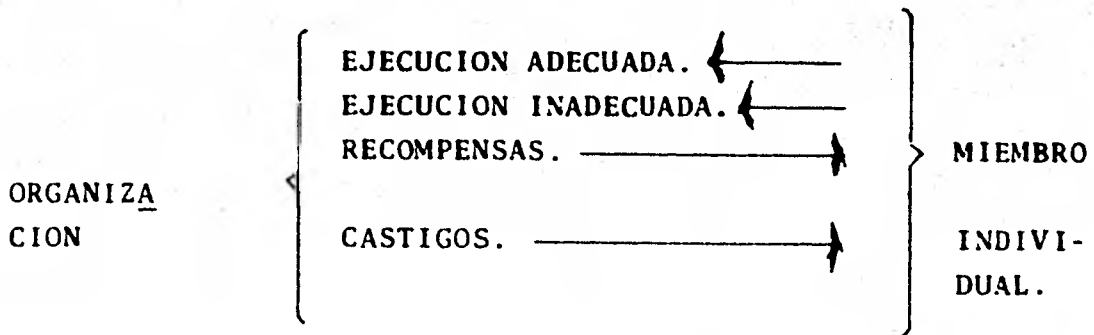 EJECUCION ADECUADA.
EJECUCION INADECUADA.
RECOMPENSAS.
MIEMBRO
ORGANIZA
CION
CASTIGOS.
INDIVI-
DUAL.